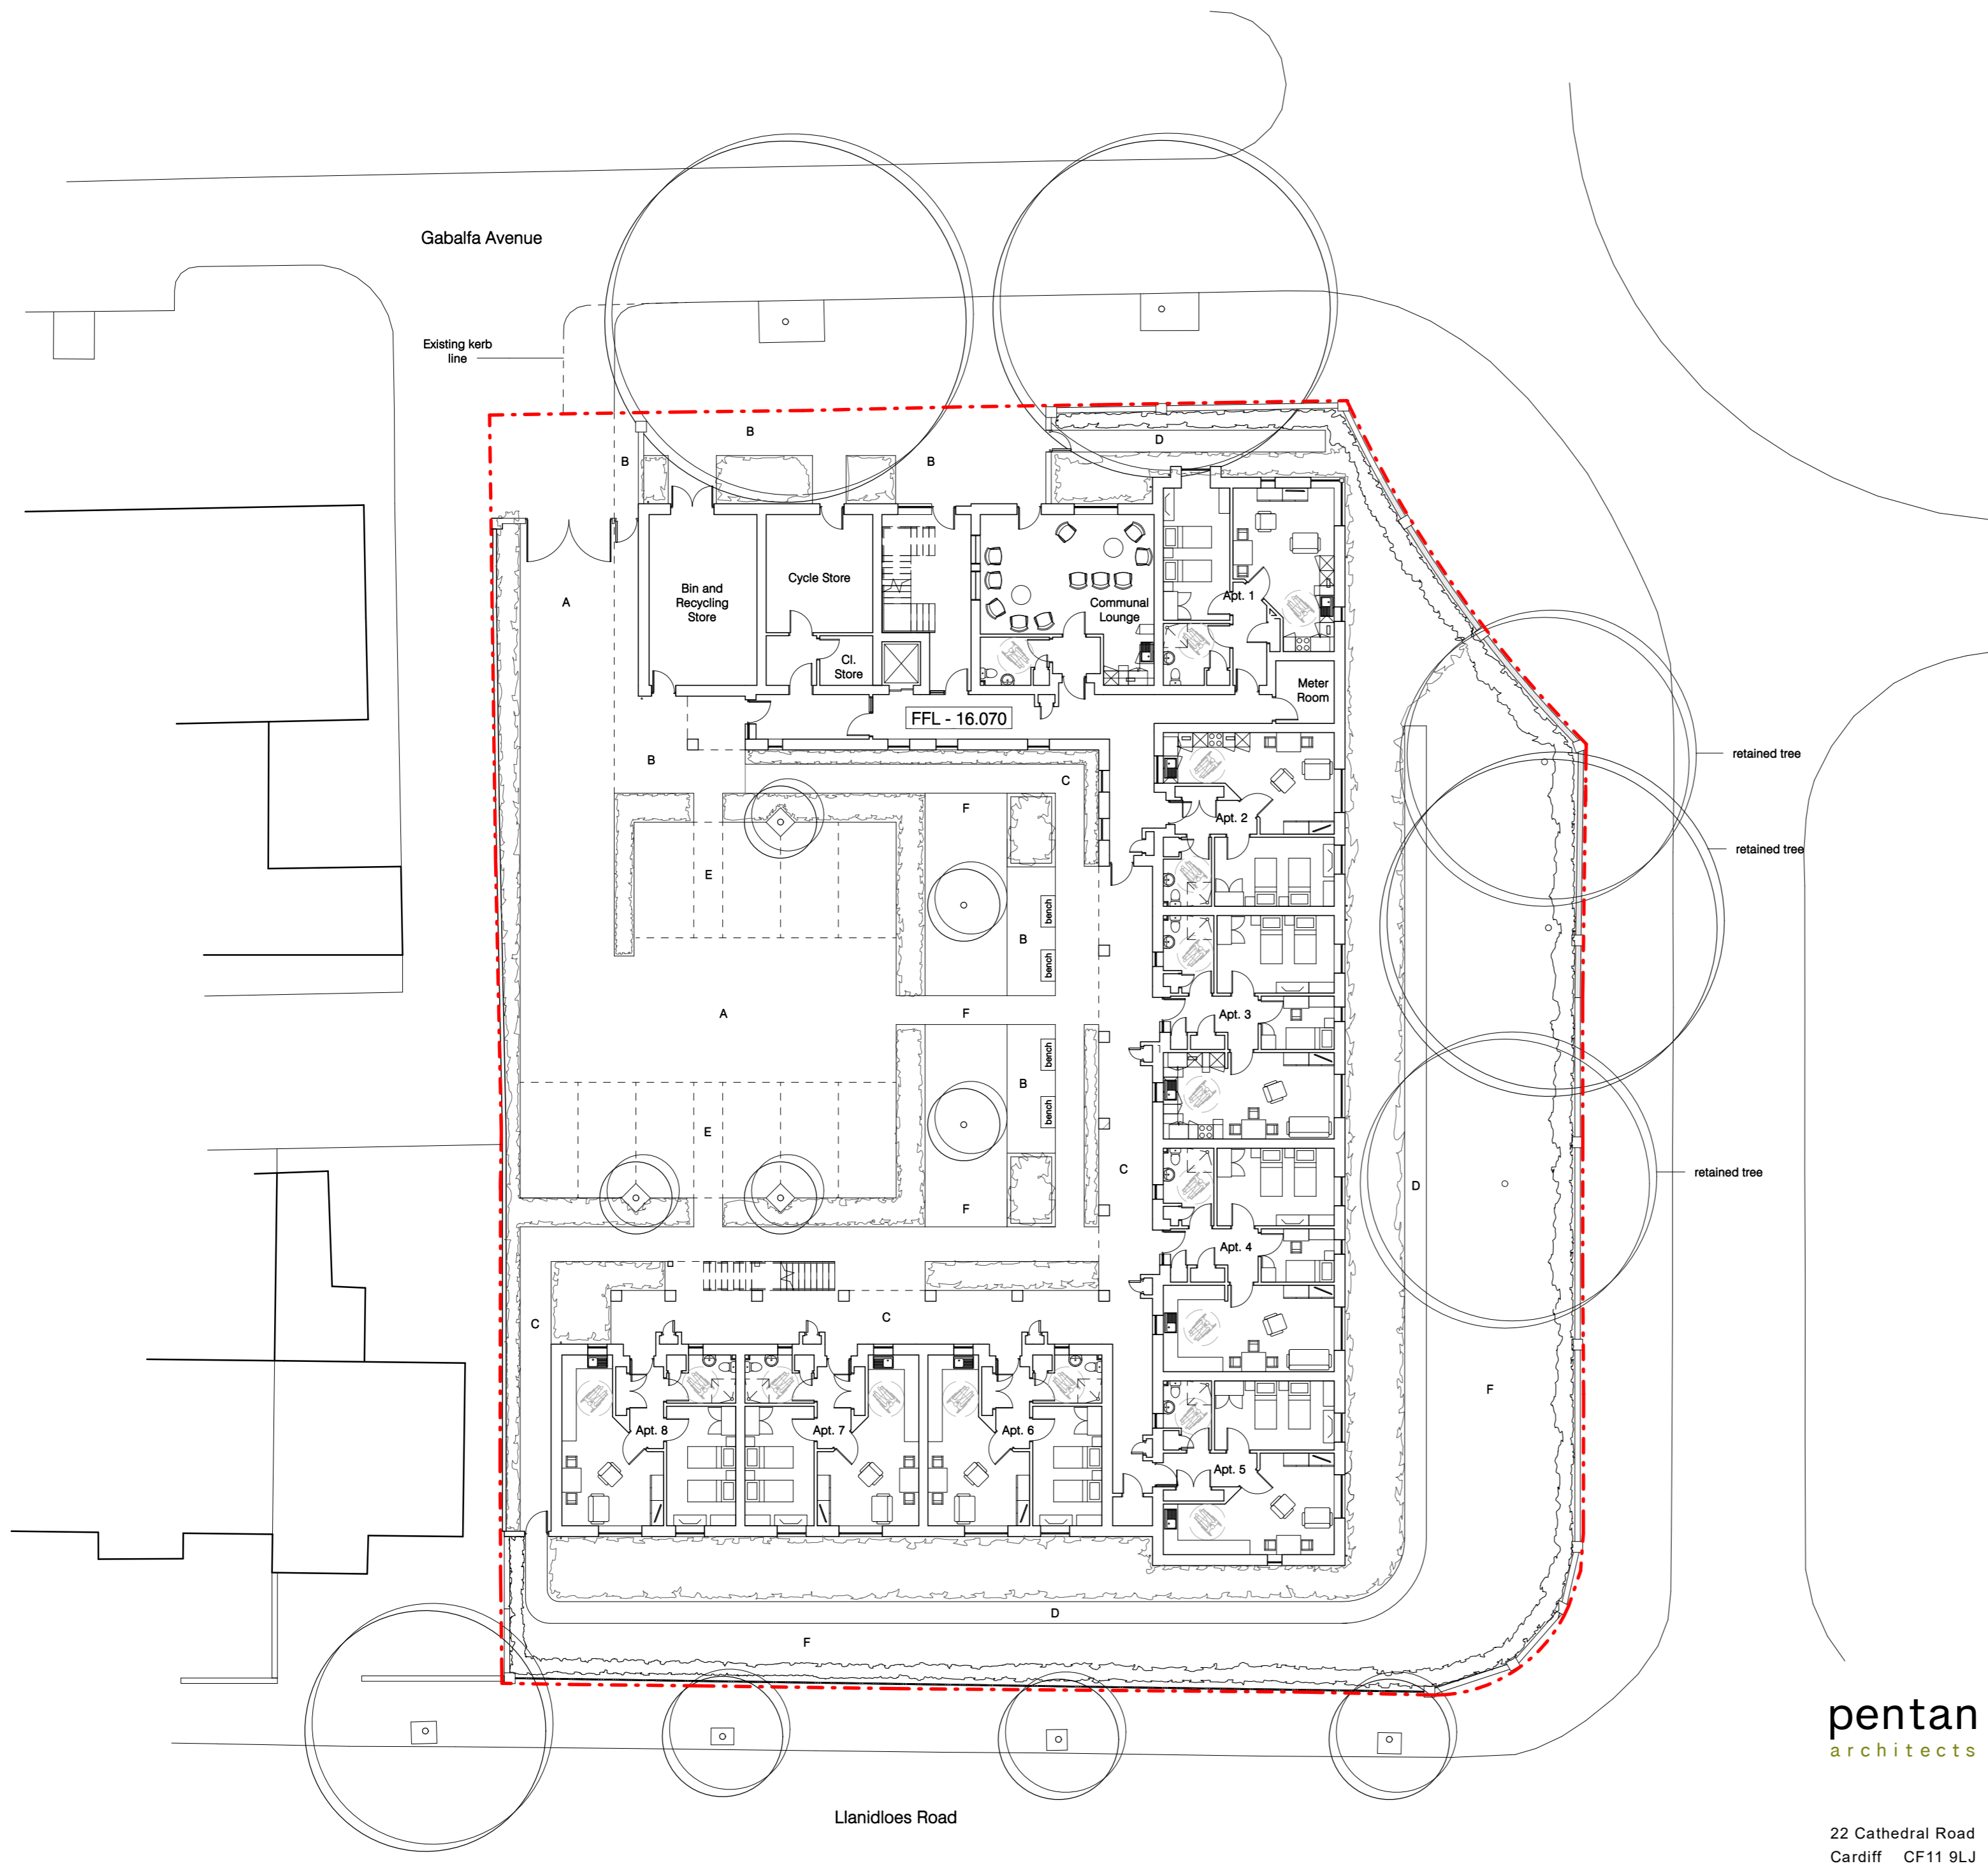 Gabalfa Avenue
Existing kerb
line
B
D
B
B
A
Bin and
Recycling
Store
Cycle Store
Cl.
Store
Communal
Lounge
Apt. 1
Meter
Room
FFL - 16.070
B
C
F
Apt. 2
E
bench
B
bench
retained tree
retained tree
A
F
Apt. 3
bench
B
bench
E
C
F
D
retained tree
Apt. 4
C
C
F
Apt. 8
Apt. 7
Apt. 6
Apt. 5
D
F
Llanidloes Road
pentan
architects
22 Cathedral Road
Cardiff CF11 9LJ